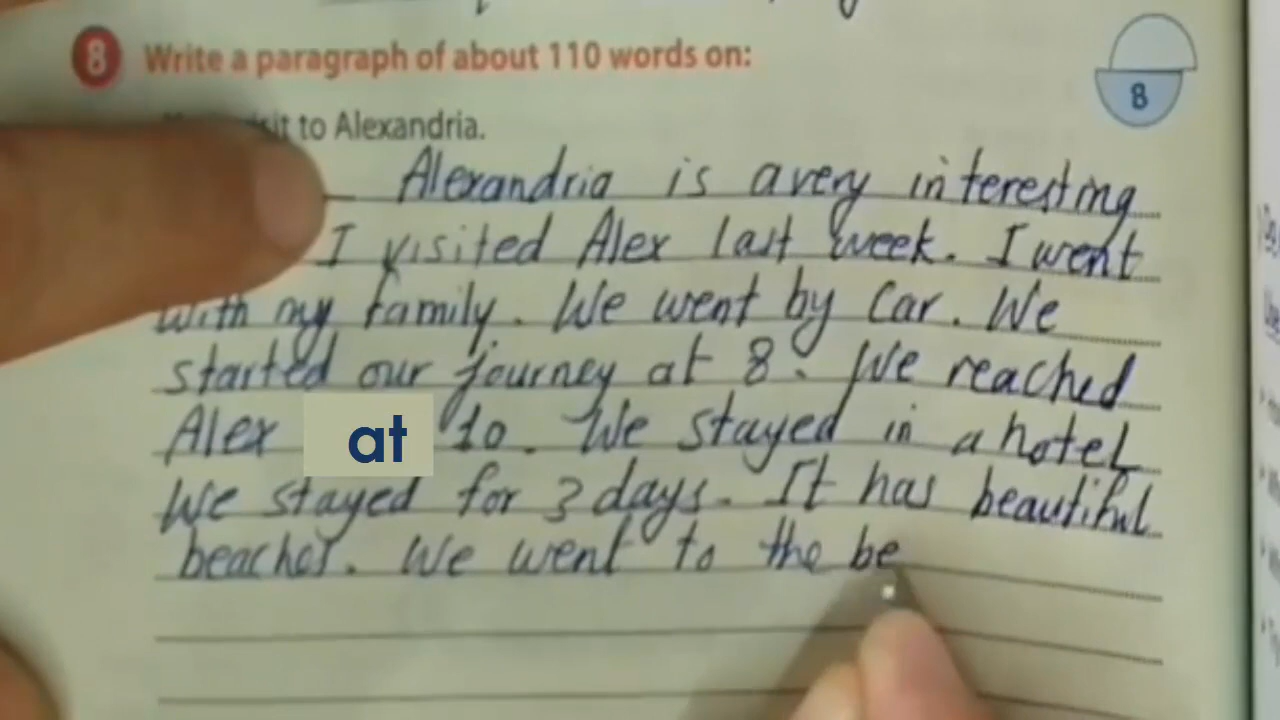 8 Write a paragraph of about 110 words on:
8
visit to Alexandria.
Alexandria is a very interesting
I visited Alex last week. I went
with my family. We went by Car. We
started our journey at 8. We reached
Alex at 10. We stayed in a hotel
We stayed for 3 days. It has beautiful
beaches. We went to the be